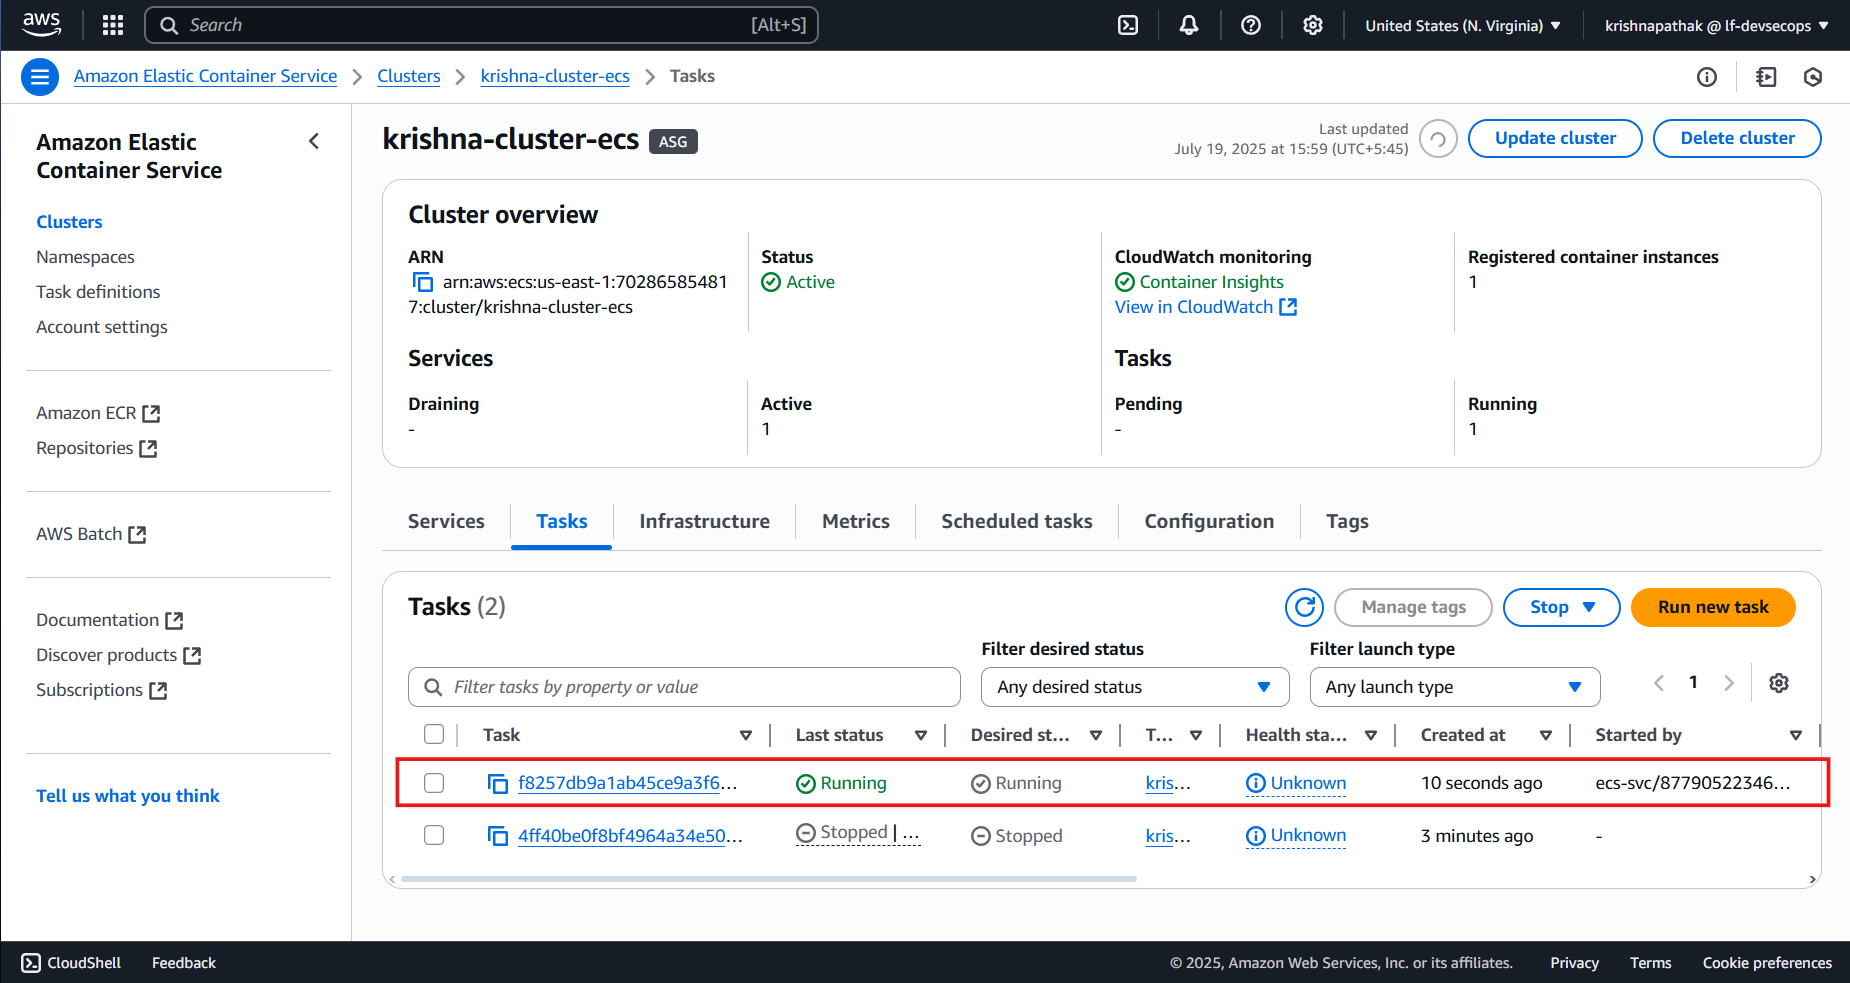 aws
Search [Alt+S]
United States (N. Virginia)
krishnapathak @ lf-devsecops
Amazon Elastic Container Service
Clusters
krishna-cluster-ecs
Tasks
Amazon Elastic
Container Service
Clusters
Namespaces
Task definitions
Account settings
Amazon ECR
Repositories
AWS Batch
Documentation
Discover products
Subscriptions
Tell us what you think
krishna-cluster-ecs ASG
Last updated
July 19, 2025 at 15:59 (UTC+5:45)
Update cluster
Delete cluster
Cluster overview
ARN
arn:aws:ecs:us-east-1:70286585481
7:cluster/krishna-cluster-ecs
Status
Active
CloudWatch monitoring
Container Insights
View in CloudWatch
Registered container instances
1
Services
Tasks
Draining
-
Active
1
Pending
-
Running
1
Services
Tasks
Infrastructure
Metrics
Scheduled tasks
Configuration
Tags
Tasks (2)
Manage tags
Stop
Run new task
Filter tasks by property or value
Filter desired status
Any desired status
Filter launch type
Any launch type
1
Task Last status Desired st... T... Health sta... Created at Started by
f8257db9a1ab45ce9a3f6... Running Running kris... Unknown 10 seconds ago ecs-svc/87790522346...
4ff40be0f8bf4964a34e50... Stopped | ... Stopped kris... Unknown 3 minutes ago -
CloudShell
Feedback
© 2025, Amazon Web Services, Inc. or its affiliates.
Privacy
Terms
Cookie preferences